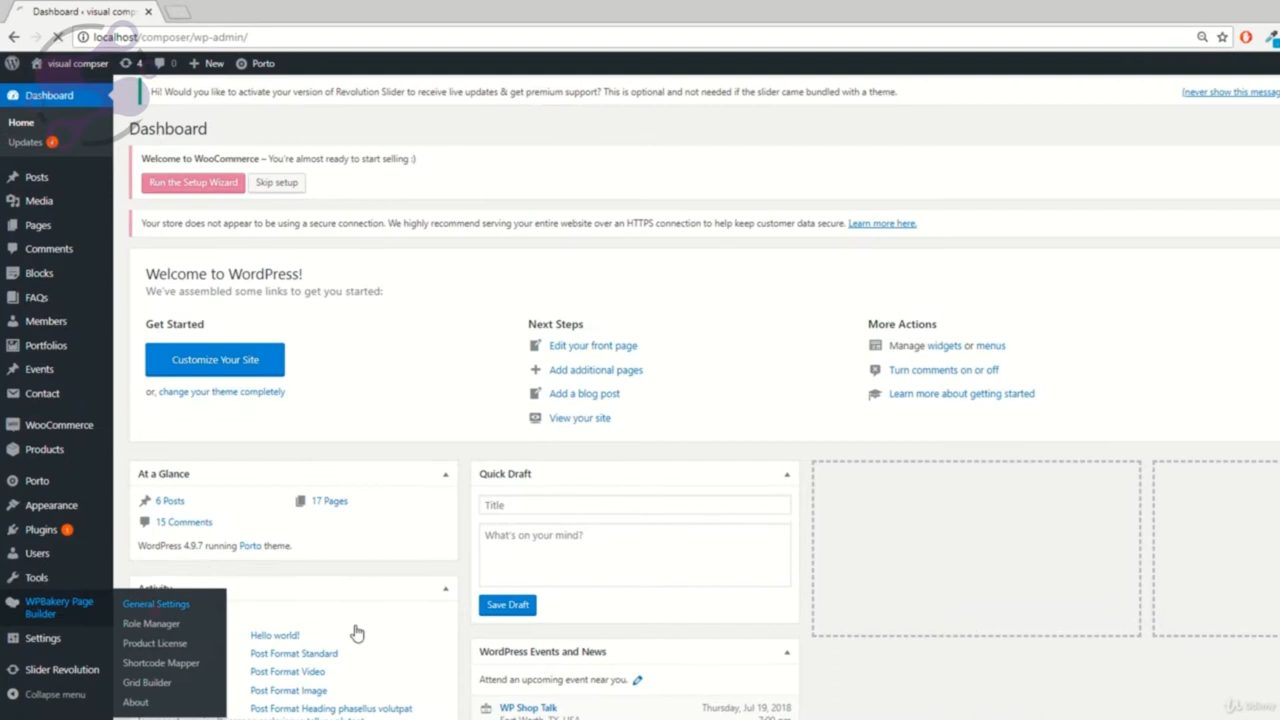 Dashboard ‹ visual comp
localhost/composer/wp-admin/
visual compser 4 0 New Porto
Dashboard
Home
Updates
Posts
Media
Pages
Comments
Blocks
FAQs
Members
Portfolios
Events
Contact
WooCommerce
Products
Porto
Appearance
Plugins
Users
Tools
WPBakery Page
Builder
Settings
Slider Revolution
Collapse menu
General Settings
Role Manager
Product License
Shortcode Mapper
Grid Builder
About
Hi! Would you like to activate your version of Revolution Slider to receive live updates & get premium support? This is optional and not needed if the slider came bundled with a theme.
(never show this messag
Dashboard
Welcome to WooCommerce – You're almost ready to start selling :)
Run the Setup Wizard Skip setup
Your store does not appear to be using a secure connection. We highly recommend serving your entire website over an HTTPS connection to help keep customer data secure. Learn more here.
Welcome to WordPress!
We've assembled some links to get you started:
Get Started
Customize Your Site
or, change your theme completely
Next Steps
Edit your front page
Add additional pages
Add a blog post
View your site
More Actions
Manage widgets or menus
Turn comments on or off
Learn more about getting started
At a Glance
6 Posts 17 Pages
15 Comments
WordPress 4.9.7 running Porto theme.
Activity
Hello world!
Post Format Standard
Post Format Video
Post Format Image
Post Format Heading phasellus volutpat
Quick Draft
Title
What's on your mind?
Save Draft
WordPress Events and News
Attend an upcoming event near you.
WP Shop Talk Thursday, Jul 19, 2018
Udemy